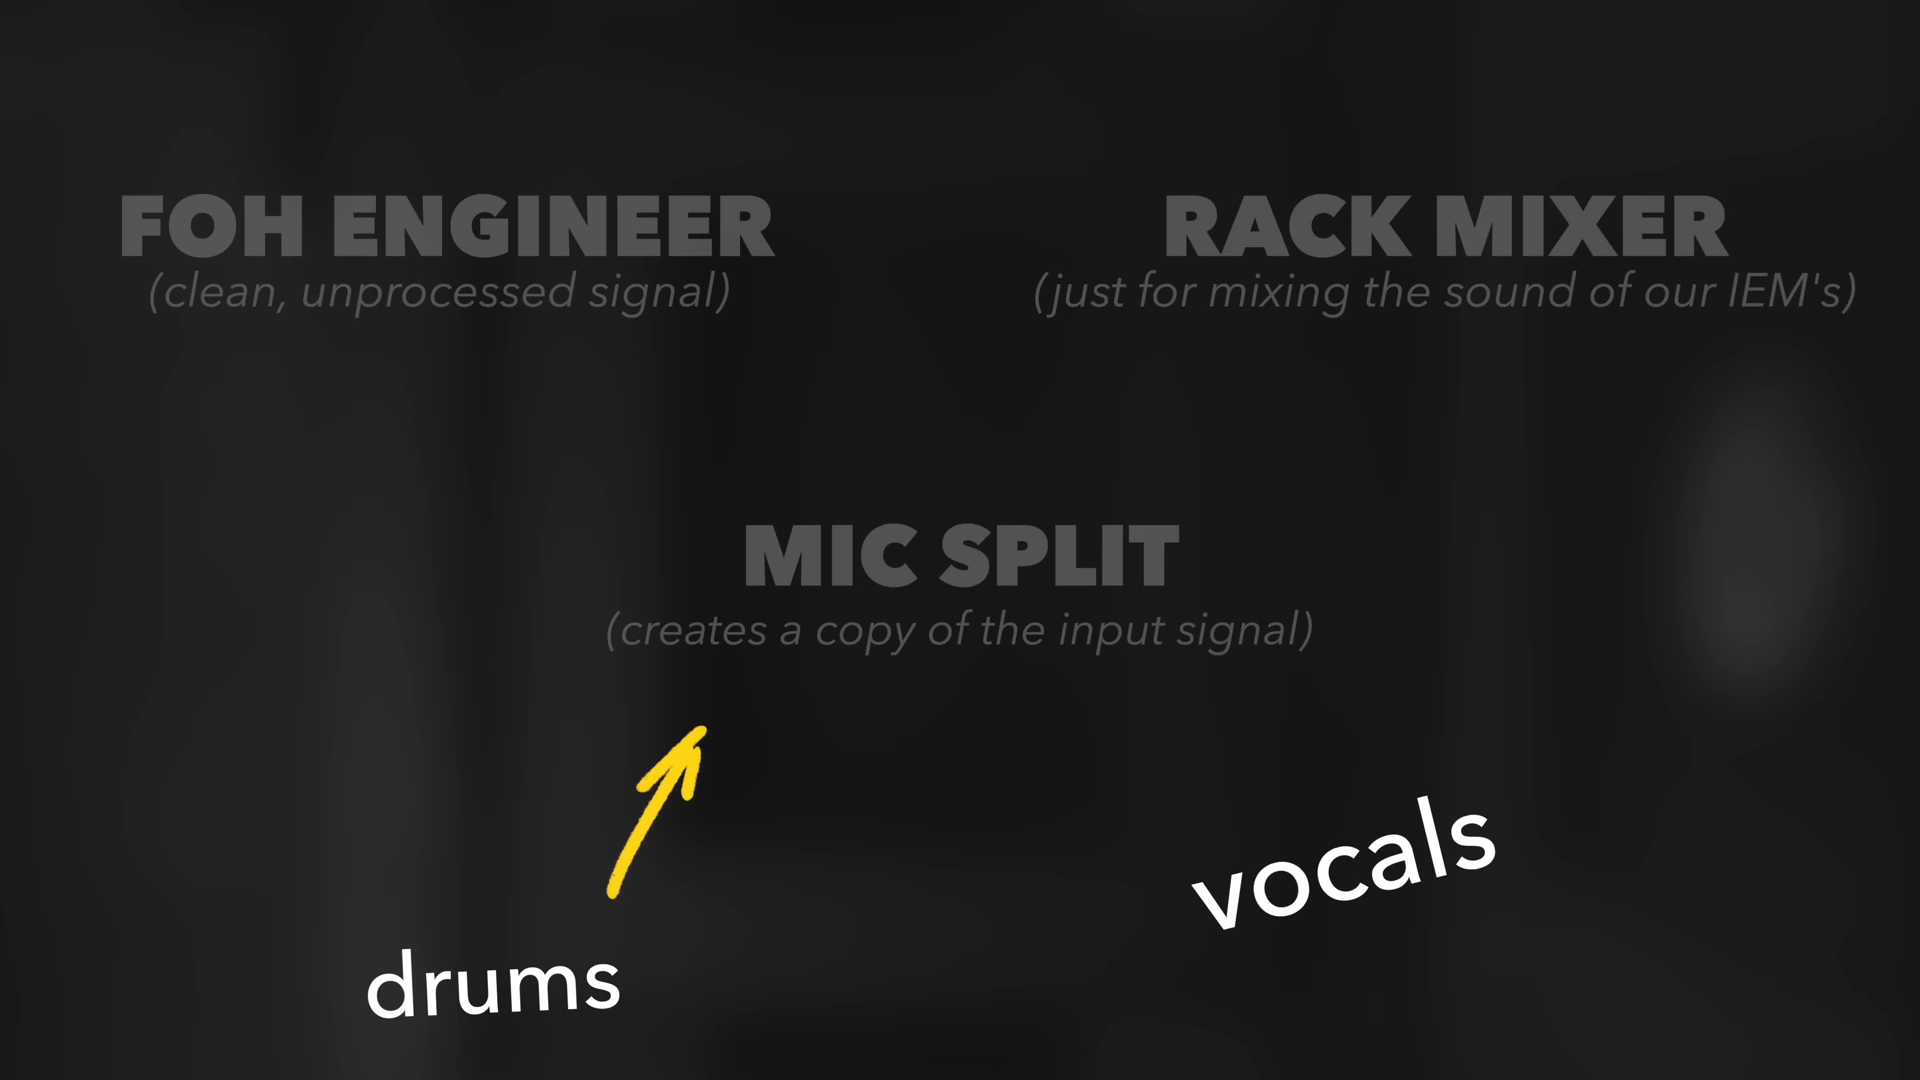 FOH ENGINEER
(clean, unprocessed signal)
RACK MIXER
(just for mixing the sound of our IEM's)
MIC SPLIT
(creates a copy of the input signal)
vocals
drums